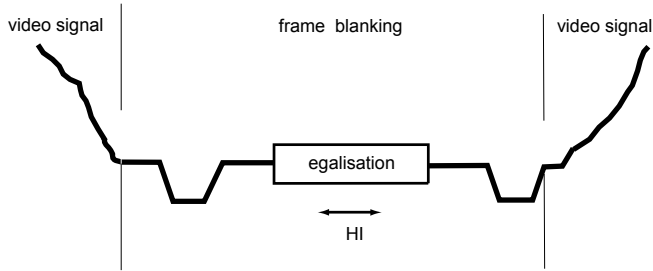 video signal
frame blanking
video signal
egalisation
HI